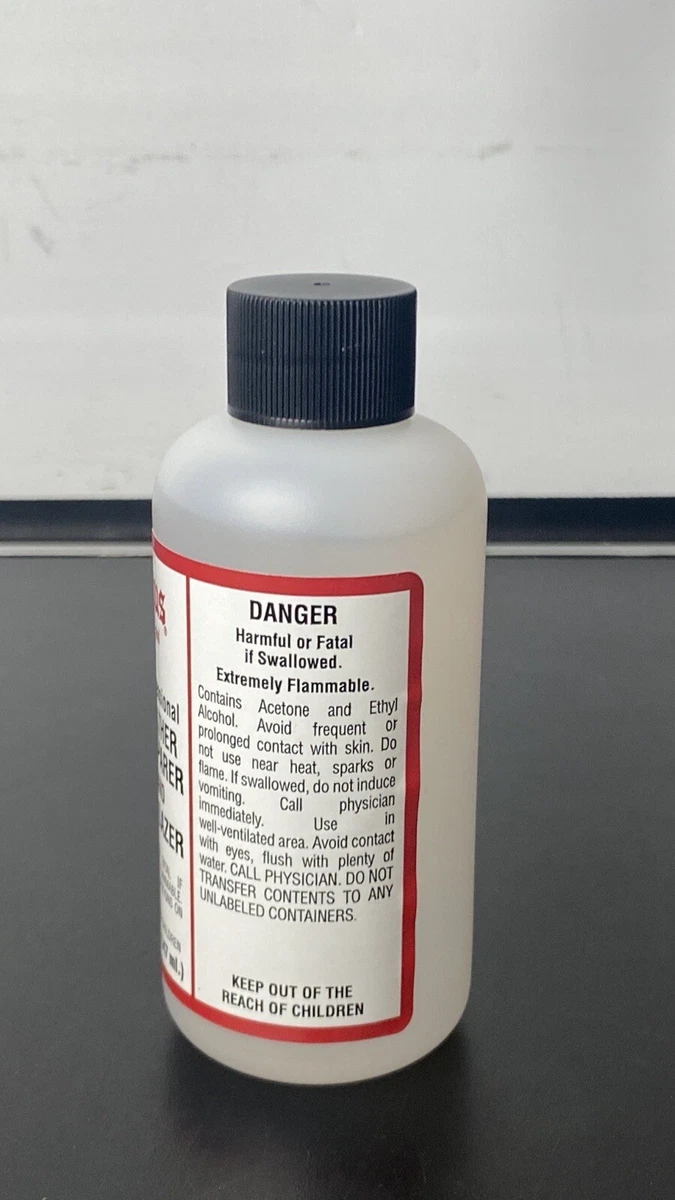 DANGER
Harmful or Fatal
if Swallowed.
Extremely Flammable.
Contains Acetone and Ethyl
Alcohol. Avoid frequent or
prolonged contact with skin. Do
not use near heat, sparks or
flame. If swallowed, do not induce
vomiting. Call physician
immediately. Use in
well-ventilated area. Avoid contact
with eyes, flush with plenty of
water. CALL PHYSICIAN. DO NOT
TRANSFER CONTENTS TO ANY
UNLABELED CONTAINERS.
KEEP OUT OF THE
REACH OF CHILDREN
IF
ON
ml.)